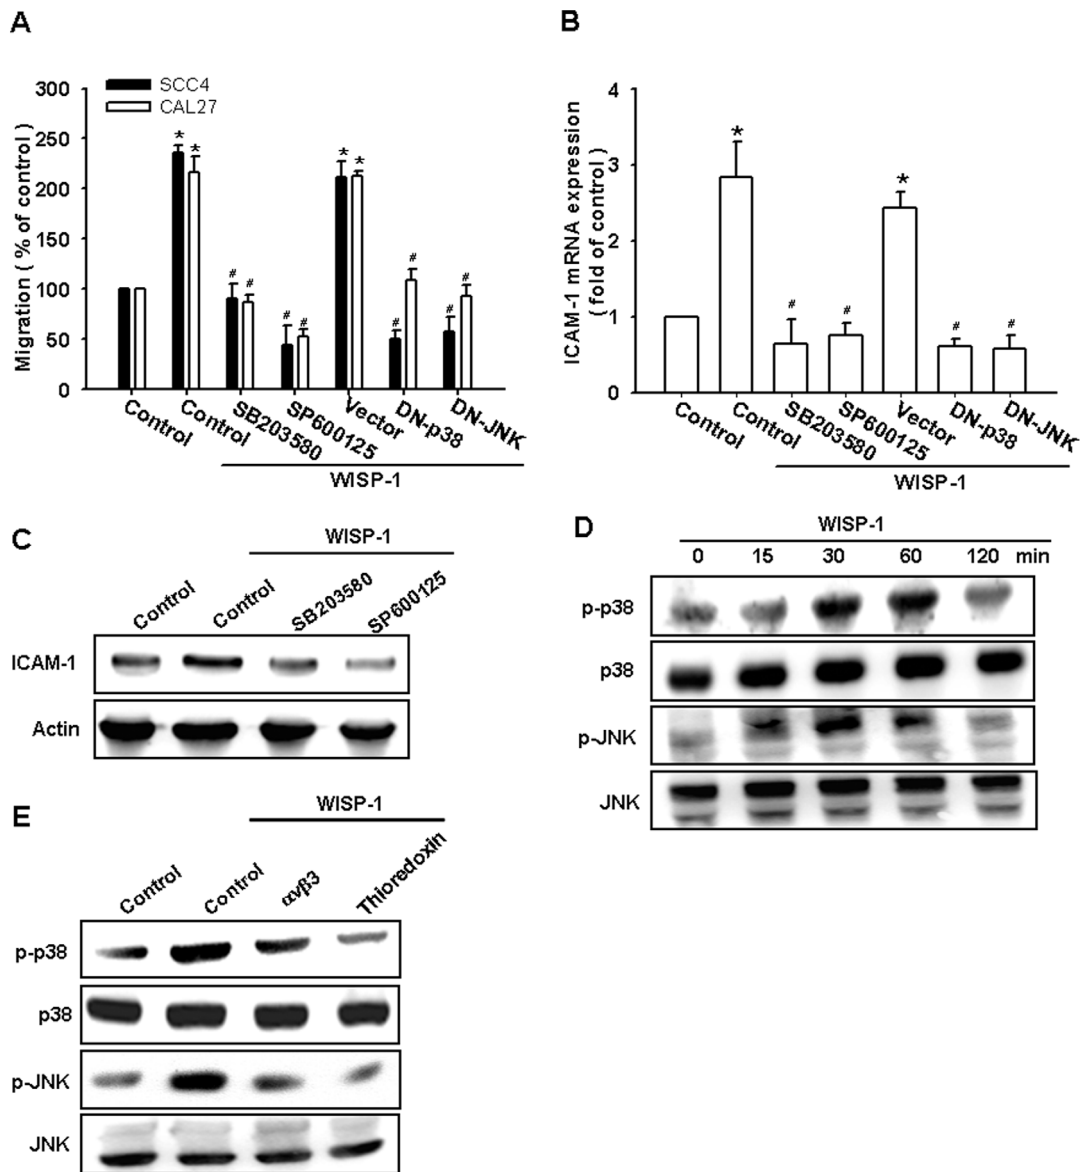 A
B
300
250
200
150
100
50
0
Migration ( % of control )
SCC4
CAL27
* * * *
# # # # # # # #
Control
Control
SB203580
SP600125
Vector
DN-p38
DN-JNK
WISP-1
4
3
2
1
0
ICAM-1 mRNA expression
( fold of control )
* *
# # # #
Control
Control
SB203580
SP600125
Vector
DN-p38
DN-JNK
WISP-1
C
WISP-1
Control
Control
SB203580
SP600125
ICAM-1
Actin
D
WISP-1
0 15 30 60 120 min
p-p38
p38
p-JNK
JNK
E
WISP-1
Control
Control
αvβ3
Thioredoxin
p-p38
p38
p-JNK
JNK